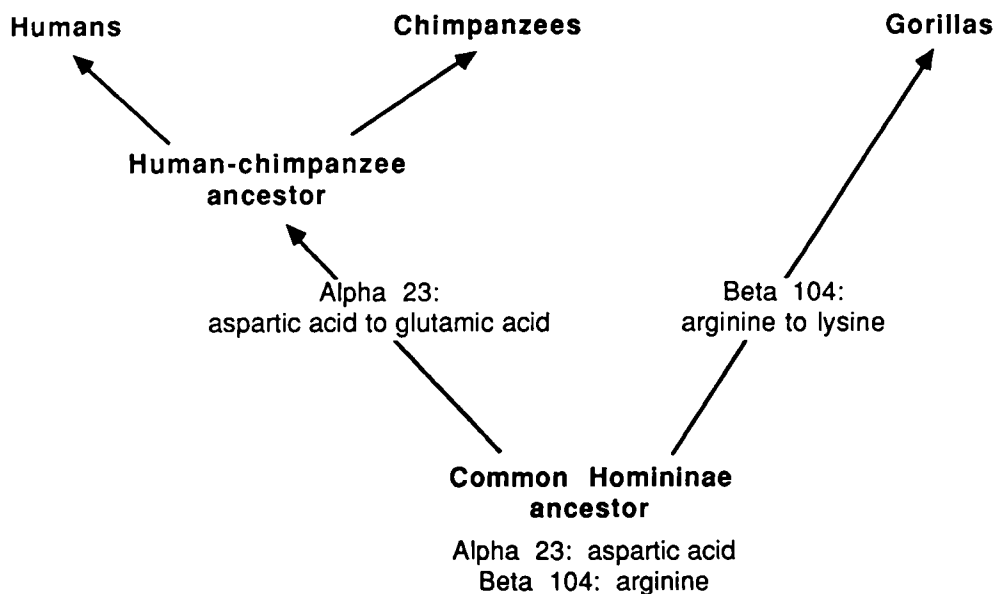 Humans
Chimpanzees
Gorillas
Human-chimpanzee
ancestor
Alpha 23:
aspartic acid to glutamic acid
Beta 104:
arginine to lysine
Common Homininae
ancestor
Alpha 23: aspartic acid
Beta 104: arginine